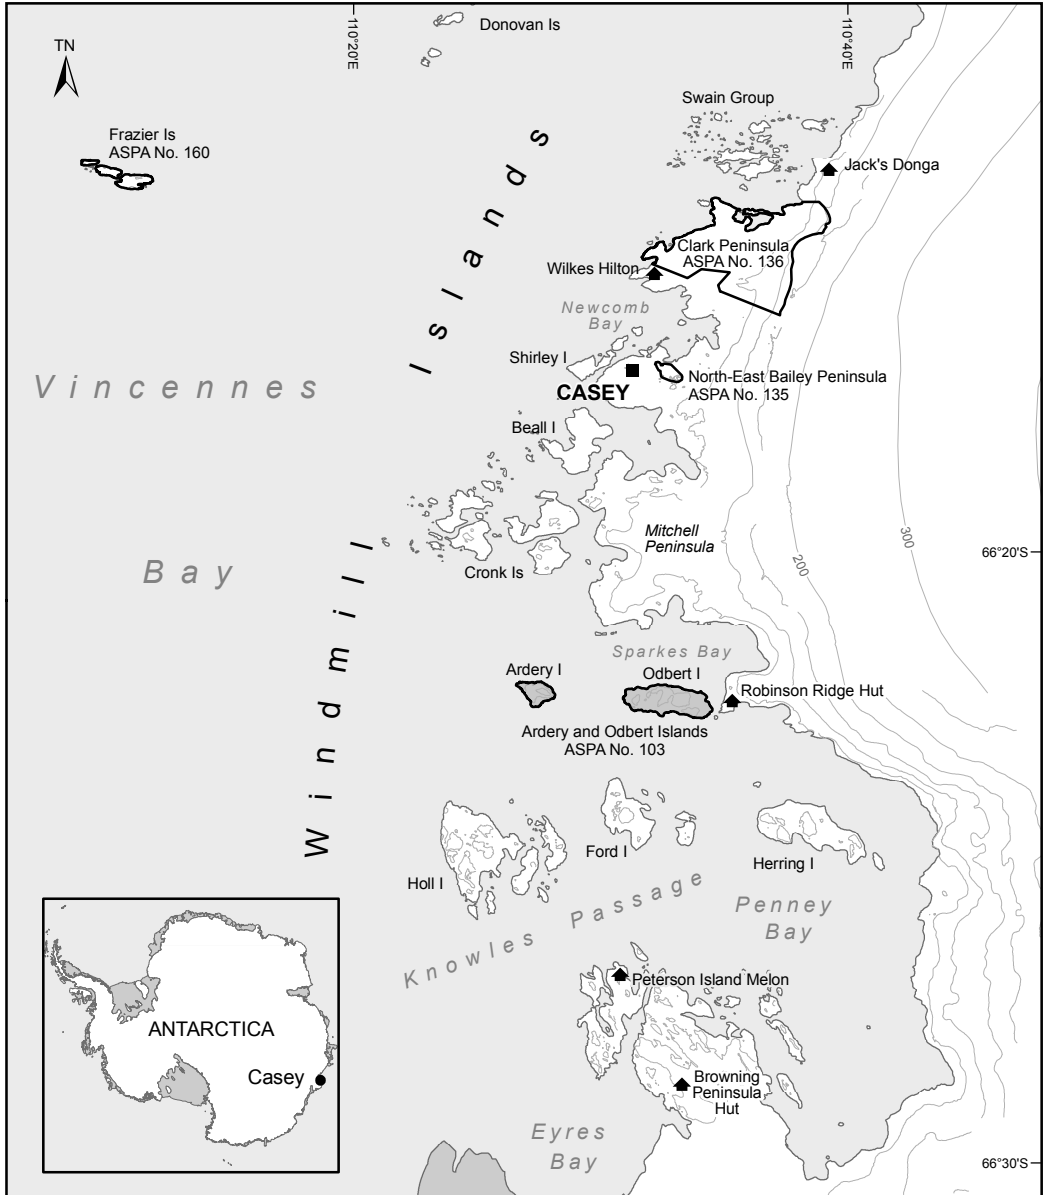 110°20'E
110°40'E
Donovan Is
TN
Swain Group
Frazier Is
ASPA No. 160
Jack's Donga
Clark Peninsula
ASPA No. 136
Wilkes Hilton
Newcomb
Bay
Shirley I
North-East Bailey Peninsula
ASPA No. 135
CASEY
Vincennes
Bay
Windmill Islands
Beall I
Mitchell
Peninsula
300
200
66°20'S
Cronk Is
Sparkes Bay
Ardery I
Odbert I
Robinson Ridge Hut
Ardery and Odbert Islands
ASPA No. 103
Ford I
Herring I
Holl I
Knowles Passage
Penney
Bay
Peterson Island Melon
ANTARCTICA
Casey
Browning
Peninsula
Hut
Eyres
Bay
66°30'S